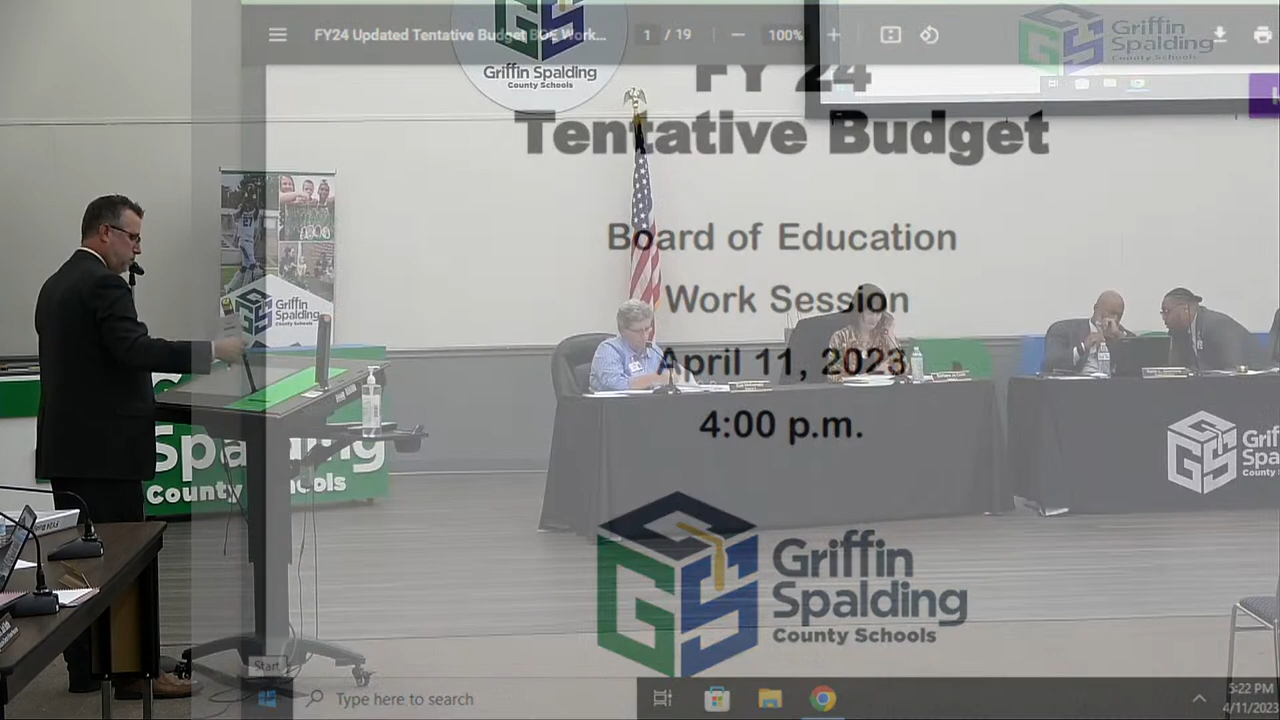 FY24 Updated Tentative Budget BOE Work...
1 / 19
100%
Griffin Spalding
County Schools
Griffin
Spalding
County Schools
FY 24
Tentative Budget
Board of Education
Work Session
April 11, 2023
4:00 p.m.
27
Griffin
Spalding
County Schools
Spalding
County Schools
GS
Griffin
Spalding
County Schools
Start
Type here to search
5:22 PM
4/11/2023